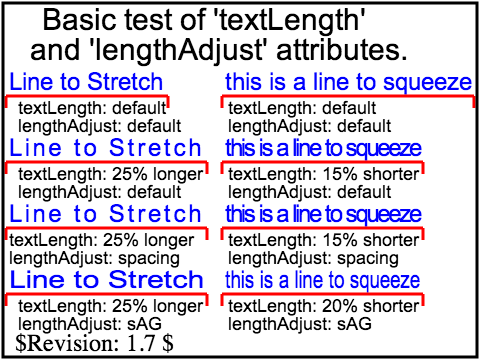 Basic test of 'textLength'
and 'lengthAdjust' attributes.
Line to Stretch
textLength: default
lengthAdjust: default
this is a line to squeeze
textLength: default
lengthAdjust: default
Line to Stretch
textLength: 25% longer
lengthAdjust: default
this is a line to squeeze
textLength: 15% shorter
lengthAdjust: default
Line to Stretch
textLength: 25% longer
lengthAdjust: spacing
this is a line to squeeze
textLength: 15% shorter
lengthAdjust: spacing
Line to Stretch
textLength: 25% longer
lengthAdjust: sAG
this is a line to squeeze
textLength: 20% shorter
lengthAdjust: sAG
$Revision: 1.7 $